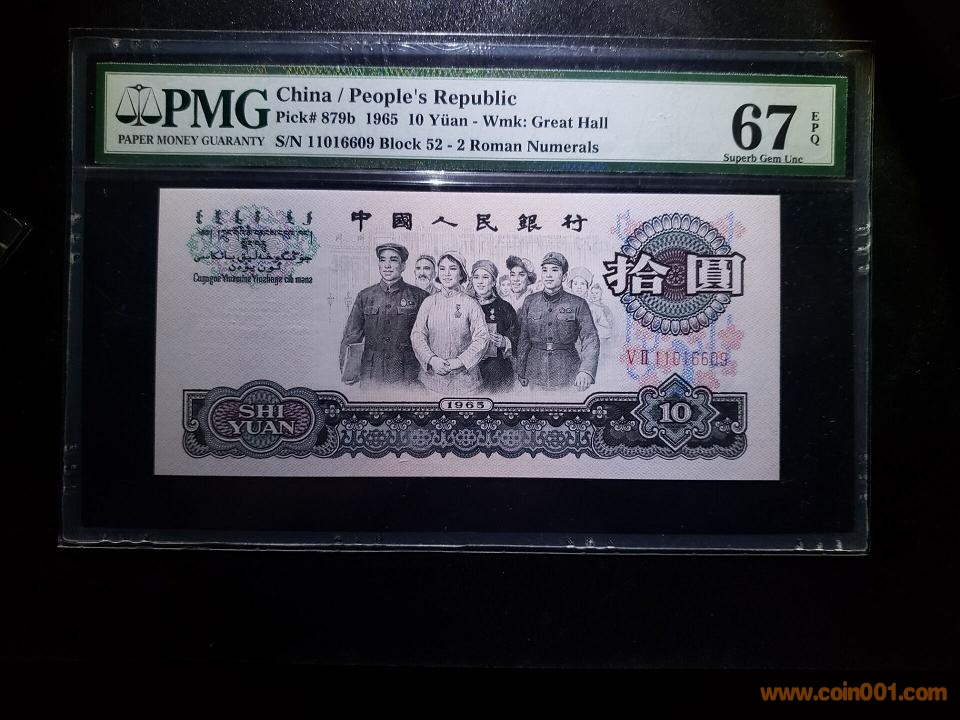 PMG
PAPER MONEY GUARANTY
China / People's Republic
Pick# 879b 1965 10 Yüan - Wmk: Great Hall
S/N 11016609 Block 52 - 2 Roman Numerals
67
EPQ
Superb Gem Unc
中國人民銀行
拾圓
VII 11016609
1965
SHI
YUAN
10
www.coin001.com